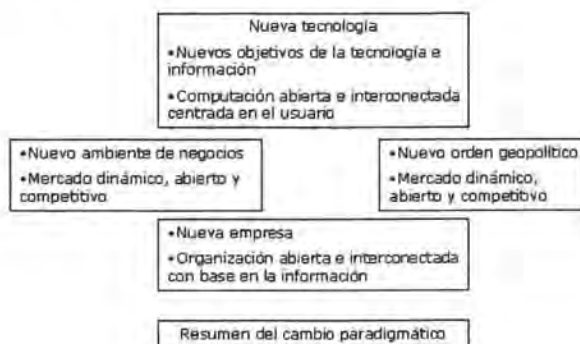 Nueva tecnología
•Nuevos objetivos de la tecnología e
información
•Computación abierta e interconectada
centrada en el usuario
•Nuevo ambiente de negocios
•Mercado dinámico, abierto y
competitivo
•Nuevo orden geopolítico
•Mercado dinámico,
abierto y competitivo
•Nueva empresa
•Organización abierta e interconectada
con base en la información
Resumen del cambio paradigmático